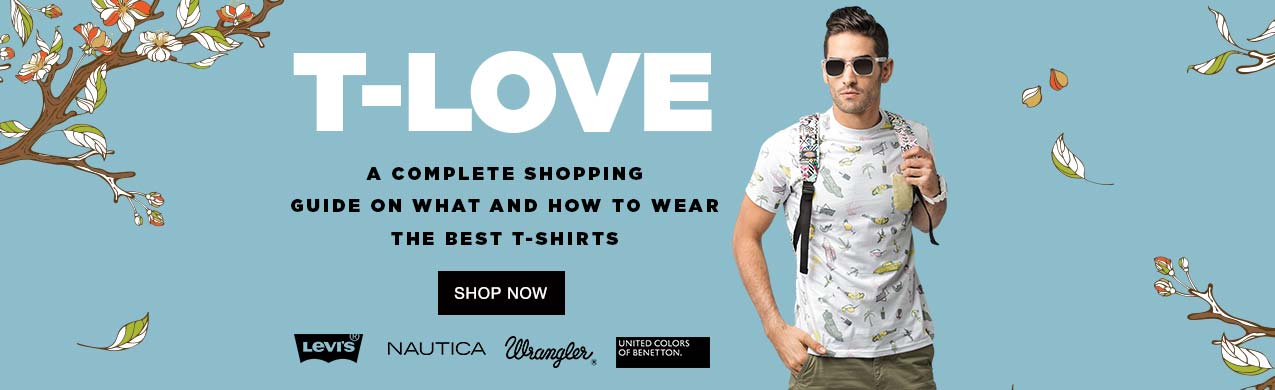 T-LOVE
A COMPLETE SHOPPING
GUIDE ON WHAT AND HOW TO WEAR
THE BEST T-SHIRTS
SHOP NOW
LEVI'S®
NAUTICA
Wrangler®
UNITED COLORS
OF BENETTON.